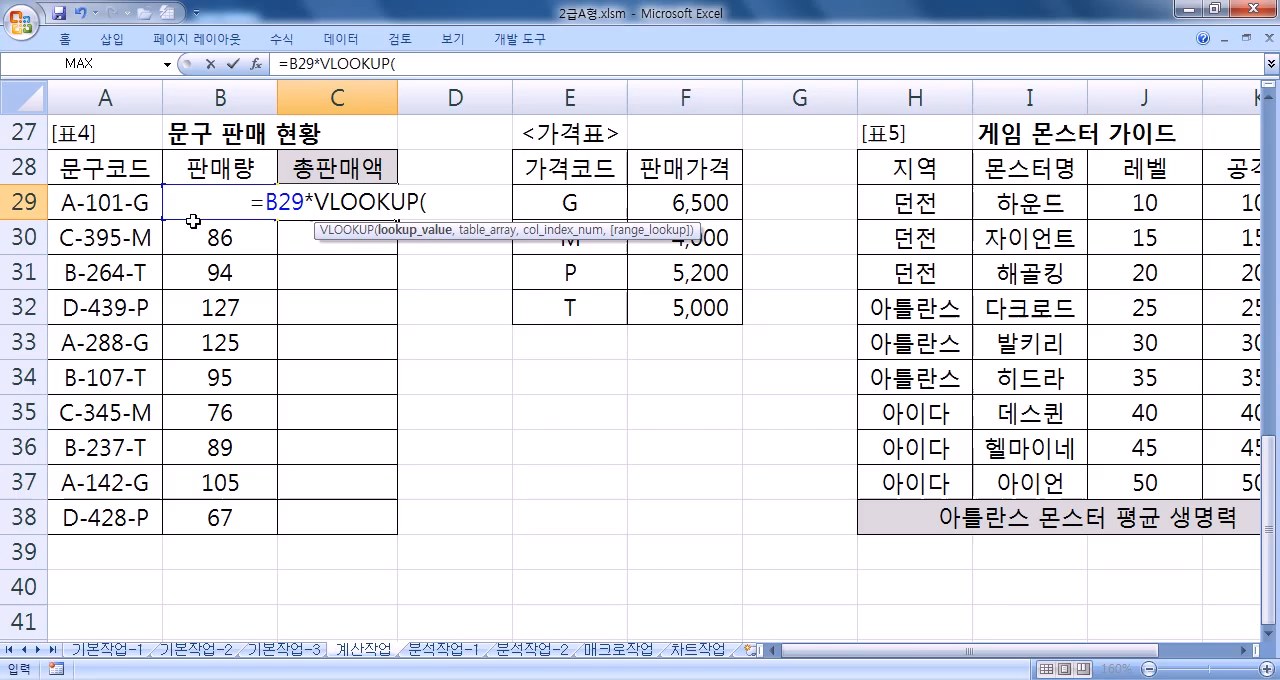 2급A형.xlsm - Microsoft Excel
홈 삽입 페이지 레이아웃 수식 데이터 검토 보기 개발 도구
MAX =B29*VLOOKUP(
A B C D E F G H I J K
27 [표4] 문구 판매 현황 <가격표> [표5] 게임 몬스터 가이드
28 문구코드 판매량 총판매액 가격코드 판매가격 지역 몬스터명 레벨
29 A-101-G =B29*VLOOKUP( G 6,500 던전 하운드 10
VLOOKUP(lookup_value, table_array, col_index_num, [range_lookup])
30 C-395-M 86 M 4,000 던전 자이언트 15
31 B-264-T 94 P 5,200 던전 해골킹 20
32 D-439-P 127 T 5,000 아틀란스 다크로드 25
33 A-288-G 125 아틀란스 발키리 30
34 B-107-T 95 아틀란스 히드라 35
35 C-345-M 76 아이다 데스퀸 40
36 B-237-T 89 아이다 헬마이네 45
37 A-142-G 105 아이다 아이언 50
38 D-428-P 67 아틀란스 몬스터 평균 생명력
39
40
41
기본작업-1 기본작업-2 기본작업-3 계산작업 분석작업-1 분석작업-2 매크로작업 차트작업
입력 160%